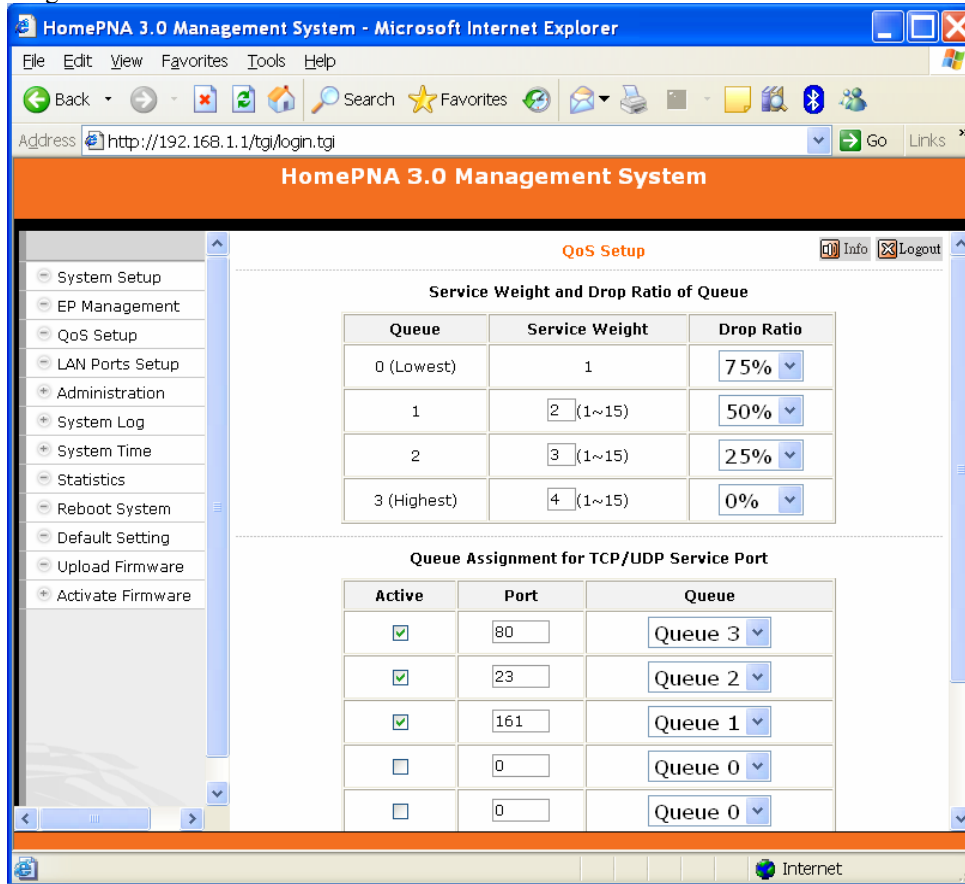 HomePNA 3.0 Management System - Microsoft Internet Explorer
File Edit View Favorites Tools Help
Back Search Favorites
Address http://192.168.1.1/tgi/login.tgi Go Links »
HomePNA 3.0 Management System
QoS Setup Info Logout
System Setup
EP Management
QoS Setup
LAN Ports Setup
Administration
System Log
System Time
Statistics
Reboot System
Default Setting
Upload Firmware
Activate Firmware
Service Weight and Drop Ratio of Queue
Queue Service Weight Drop Ratio
0 (Lowest) 1 75%
1 2 (1~15) 50%
2 3 (1~15) 25%
3 (Highest) 4 (1~15) 0%
Queue Assignment for TCP/UDP Service Port
Active Port Queue
80 Queue 3
23 Queue 2
161 Queue 1
0 Queue 0
0 Queue 0
Internet